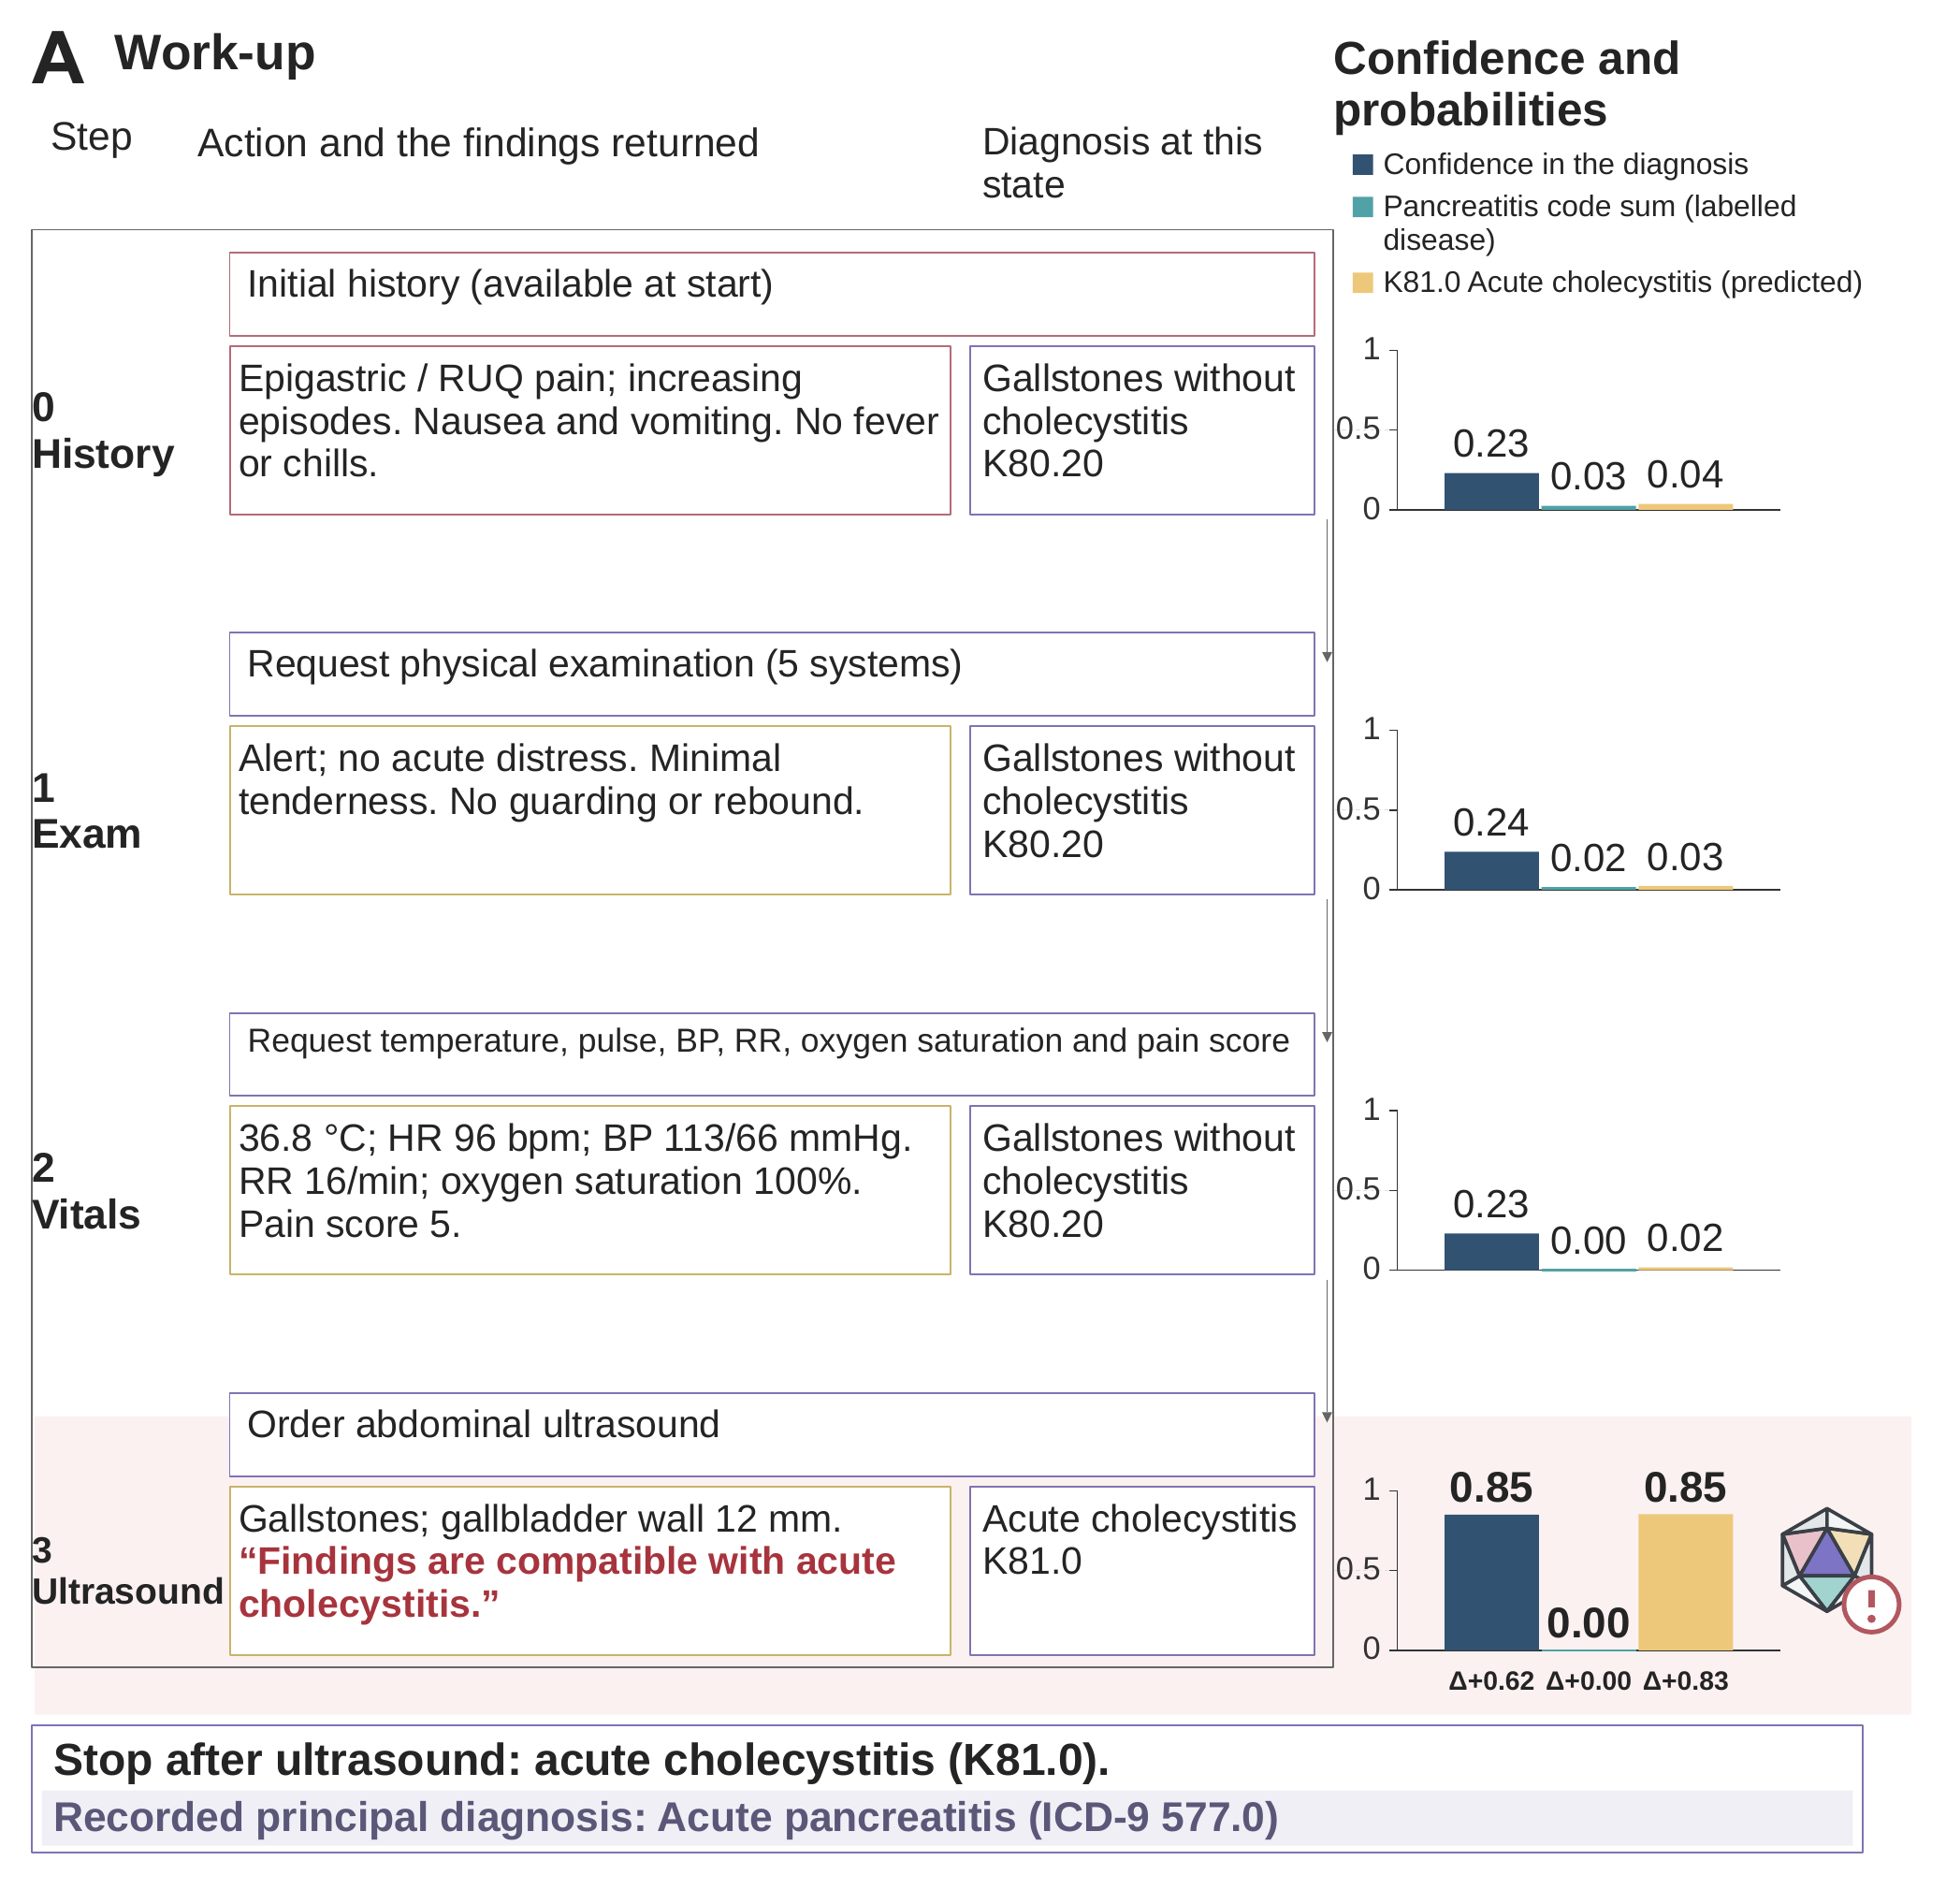 A Work-up
Confidence and
probabilities
Step
Action and the findings returned
Diagnosis at this
state
Confidence in the diagnosis
Pancreatitis code sum (labelled
disease)
K81.0 Acute cholecystitis (predicted)
Initial history (available at start)
0
History
Epigastric / RUQ pain; increasing
episodes. Nausea and vomiting. No fever
or chills.
Gallstones without
cholecystitis
K80.20
1
0.5
0
0.23
0.03
0.04
Request physical examination (5 systems)
1
Exam
Alert; no acute distress. Minimal
tenderness. No guarding or rebound.
Gallstones without
cholecystitis
K80.20
1
0.5
0
0.24
0.02
0.03
Request temperature, pulse, BP, RR, oxygen saturation and pain score
2
Vitals
36.8 °C; HR 96 bpm; BP 113/66 mmHg.
RR 16/min; oxygen saturation 100%.
Pain score 5.
Gallstones without
cholecystitis
K80.20
1
0.5
0
0.23
0.00
0.02
Order abdominal ultrasound
3
Ultrasound
Gallstones; gallbladder wall 12 mm.
“Findings are compatible with acute
cholecystitis.”
Acute cholecystitis
K81.0
1
0.5
0
0.85
0.00
0.85
Δ+0.62 Δ+0.00 Δ+0.83
!
Stop after ultrasound: acute cholecystitis (K81.0).
Recorded principal diagnosis: Acute pancreatitis (ICD-9 577.0)